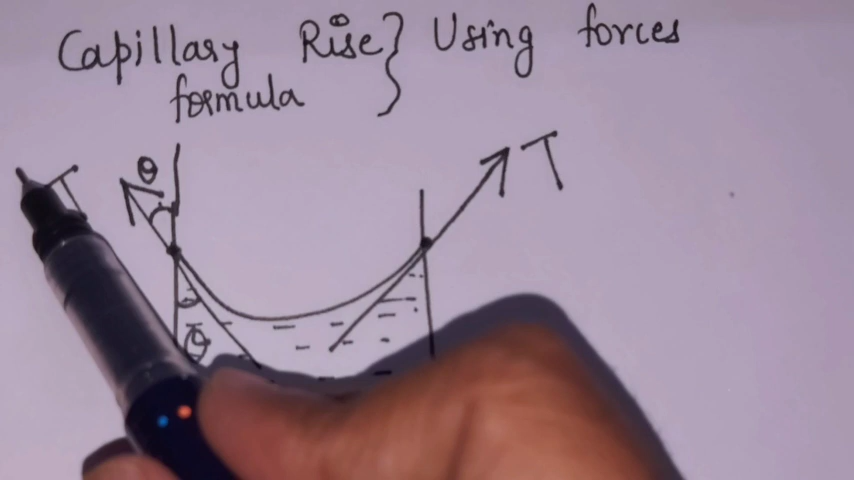 Capillary Rise } Using forces
formula
θ T T
θ